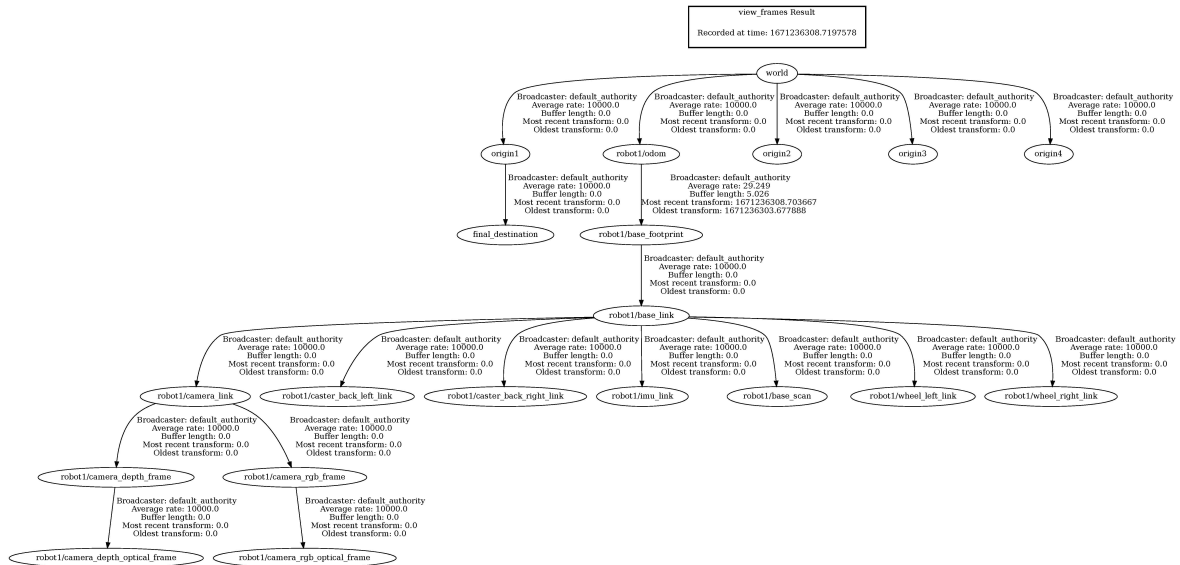 view_frames Result
Recorded at time: 1671236308.7197578
world
Broadcaster: default_authority
Average rate: 10000.0
Buffer length: 0.0
Most recent transform: 0.0
Oldest transform: 0.0
Broadcaster: default_authority
Average rate: 10000.0
Buffer length: 0.0
Most recent transform: 0.0
Oldest transform: 0.0
Broadcaster: default_authority
Average rate: 10000.0
Buffer length: 0.0
Most recent transform: 0.0
Oldest transform: 0.0
Broadcaster: default_authority
Average rate: 10000.0
Buffer length: 0.0
Most recent transform: 0.0
Oldest transform: 0.0
Broadcaster: default_authority
Average rate: 10000.0
Buffer length: 0.0
Most recent transform: 0.0
Oldest transform: 0.0
origin1
robot1/odom
origin2
origin3
origin4
Broadcaster: default_authority
Average rate: 10000.0
Buffer length: 0.0
Most recent transform: 0.0
Oldest transform: 0.0
Broadcaster: default_authority
Average rate: 29.249
Buffer length: 5.026
Most recent transform: 1671236308.703667
Oldest transform: 1671236303.677888
final_destination
robot1/base_footprint
Broadcaster: default_authority
Average rate: 10000.0
Buffer length: 0.0
Most recent transform: 0.0
Oldest transform: 0.0
robot1/base_link
Broadcaster: default_authority
Average rate: 10000.0
Buffer length: 0.0
Most recent transform: 0.0
Oldest transform: 0.0
Broadcaster: default_authority
Average rate: 10000.0
Buffer length: 0.0
Most recent transform: 0.0
Oldest transform: 0.0
Broadcaster: default_authority
Average rate: 10000.0
Buffer length: 0.0
Most recent transform: 0.0
Oldest transform: 0.0
Broadcaster: default_authority
Average rate: 10000.0
Buffer length: 0.0
Most recent transform: 0.0
Oldest transform: 0.0
Broadcaster: default_authority
Average rate: 10000.0
Buffer length: 0.0
Most recent transform: 0.0
Oldest transform: 0.0
Broadcaster: default_authority
Average rate: 10000.0
Buffer length: 0.0
Most recent transform: 0.0
Oldest transform: 0.0
Broadcaster: default_authority
Average rate: 10000.0
Buffer length: 0.0
Most recent transform: 0.0
Oldest transform: 0.0
robot1/camera_link
robot1/caster_back_left_link
robot1/caster_back_right_link
robot1/imu_link
robot1/base_scan
robot1/wheel_left_link
robot1/wheel_right_link
Broadcaster: default_authority
Average rate: 10000.0
Buffer length: 0.0
Most recent transform: 0.0
Oldest transform: 0.0
Broadcaster: default_authority
Average rate: 10000.0
Buffer length: 0.0
Most recent transform: 0.0
Oldest transform: 0.0
robot1/camera_depth_frame
robot1/camera_rgb_frame
Broadcaster: default_authority
Average rate: 10000.0
Buffer length: 0.0
Most recent transform: 0.0
Oldest transform: 0.0
Broadcaster: default_authority
Average rate: 10000.0
Buffer length: 0.0
Most recent transform: 0.0
Oldest transform: 0.0
robot1/camera_depth_optical_frame
robot1/camera_rgb_optical_frame